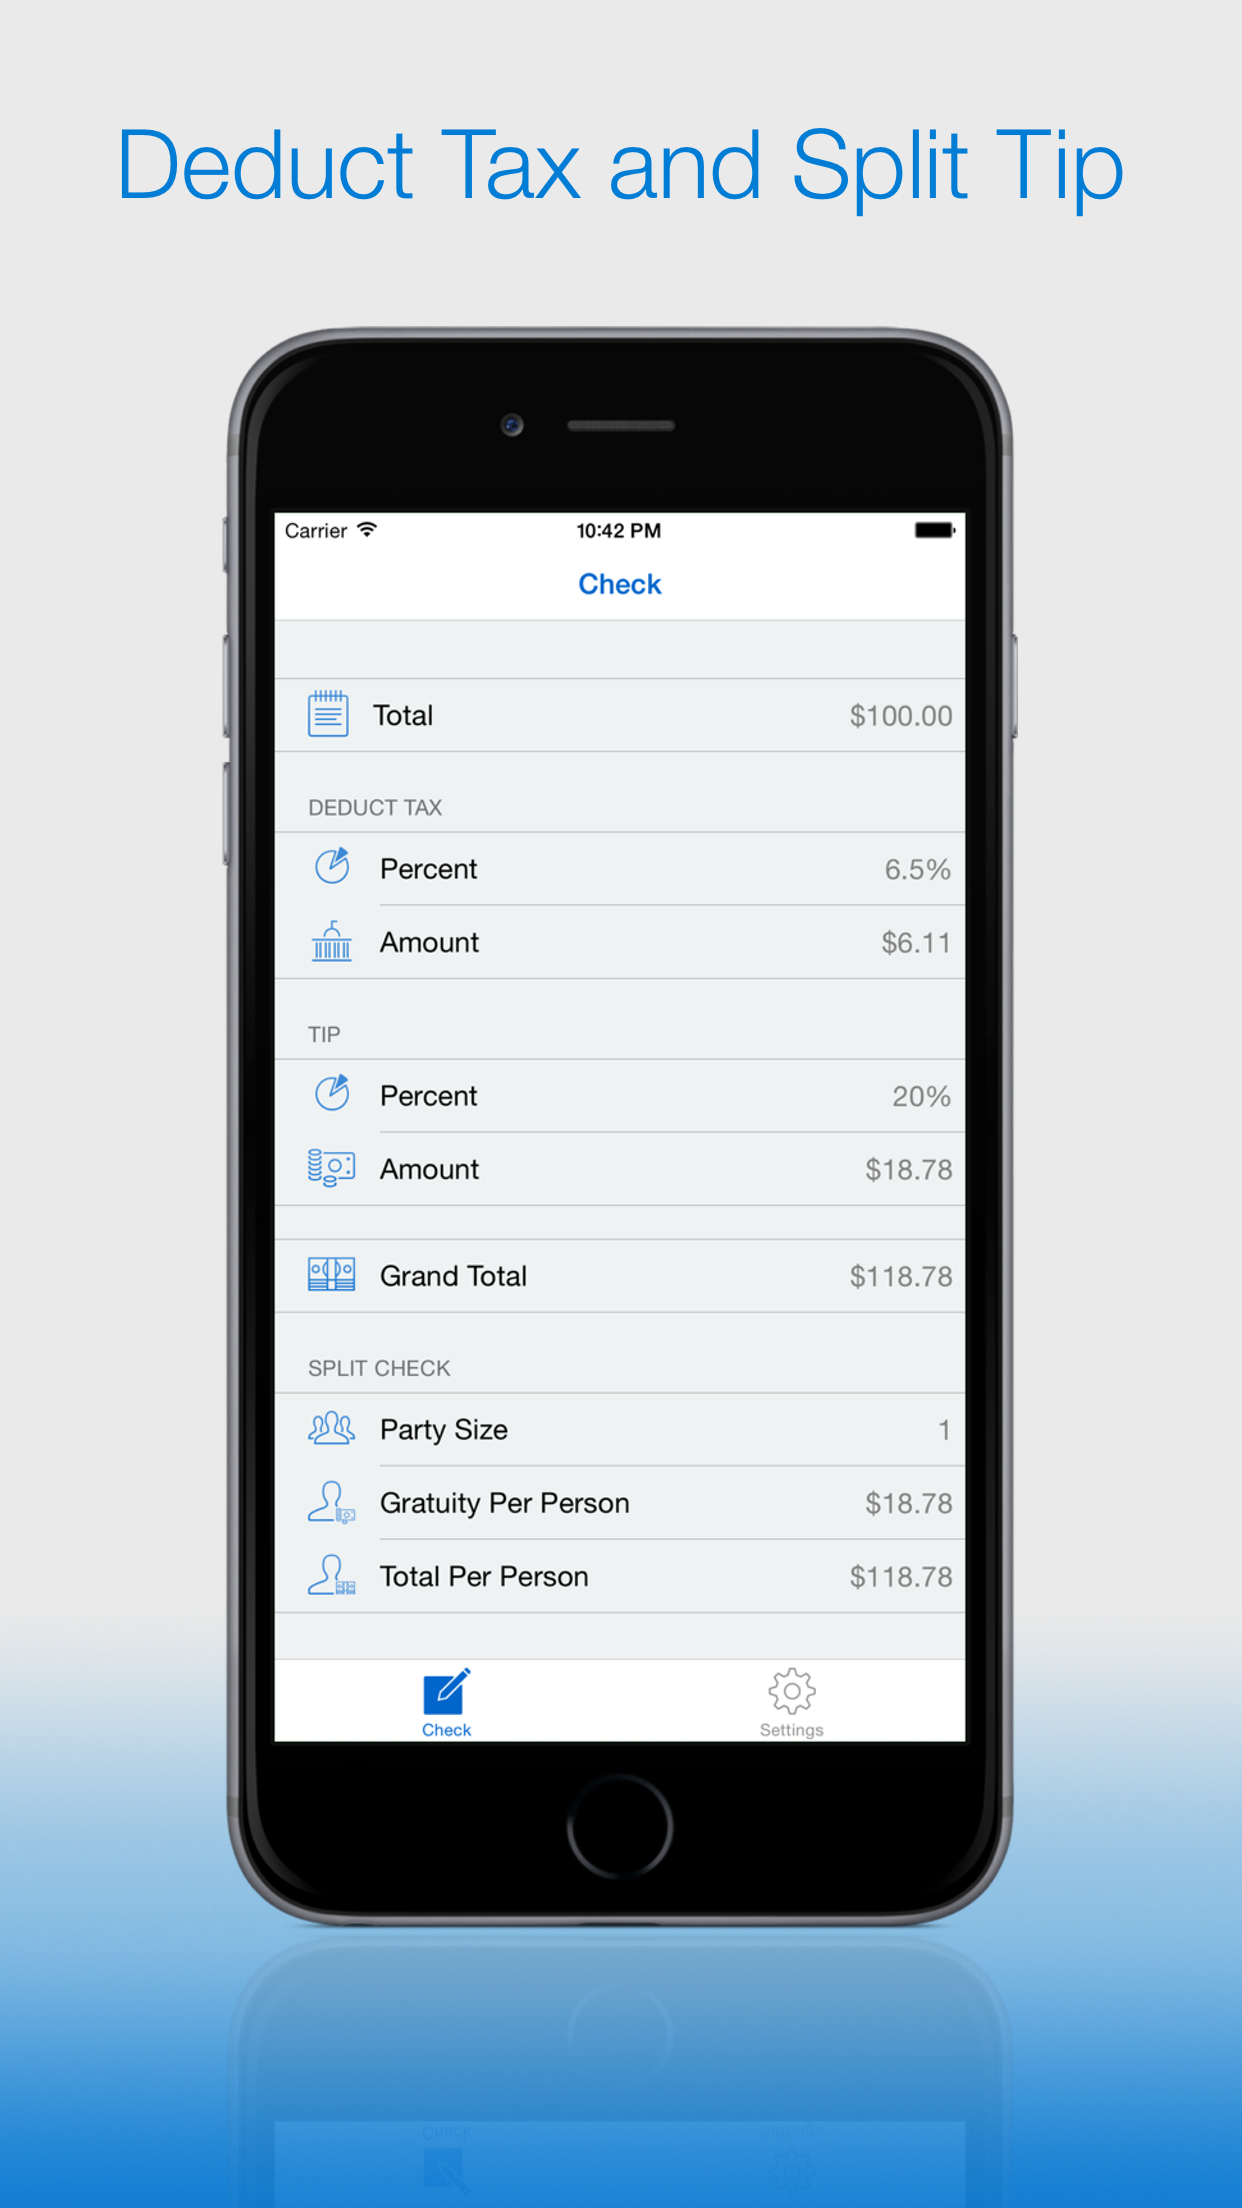 Deduct Tax and Split Tip
Carrier 10:42 PM
Check
Total $100.00
DEDUCT TAX
Percent 6.5%
Amount $6.11
TIP
Percent 20%
Amount $18.78
Grand Total $118.78
SPLIT CHECK
Party Size 1
Gratuity Per Person $18.78
Total Per Person $118.78
Check Settings